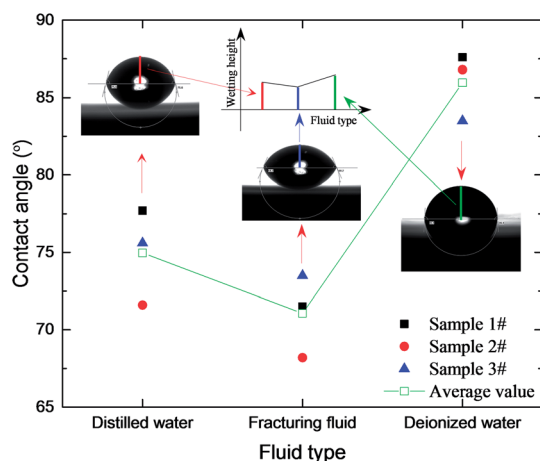 90
85
80
75
70
65
Contact angle (°)
Wetting height
Fluid type
Sample 1#
Sample 2#
Sample 3#
Average value
Distilled water
Fracturing fluid
Deionized water
Fluid type